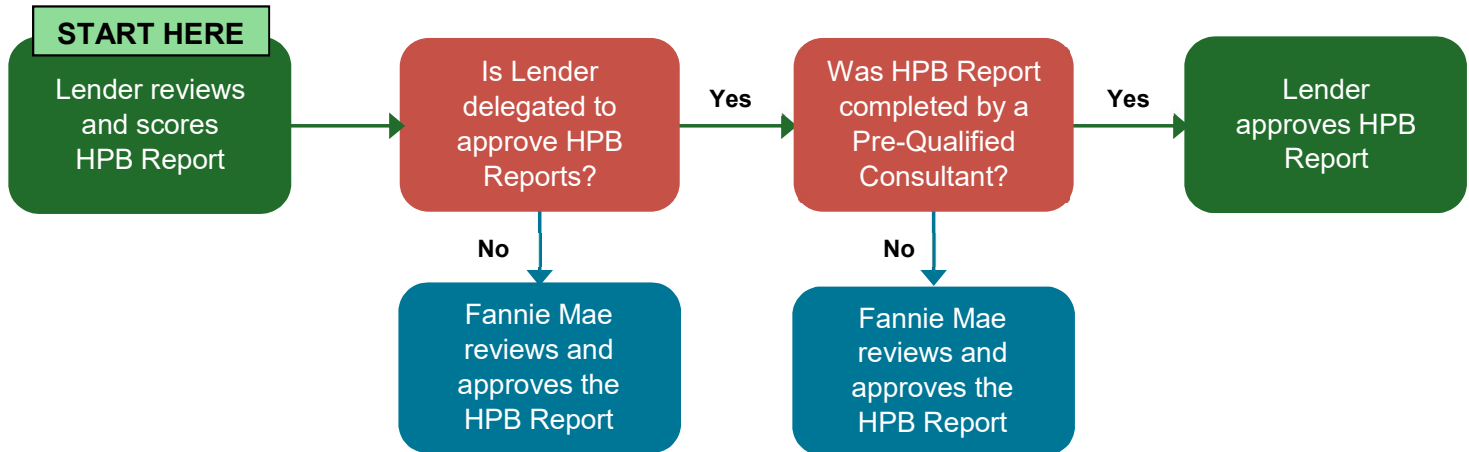 START HERE
Lender reviews
and scores
HPB Report
Is Lender
delegated to
approve HPB
Reports?
Yes
Was HPB Report
completed by a
Pre-Qualified
Consultant?
Yes
Lender
approves HPB
Report
No
Fannie Mae
reviews and
approves the
HPB Report
No
Fannie Mae
reviews and
approves the
HPB Report